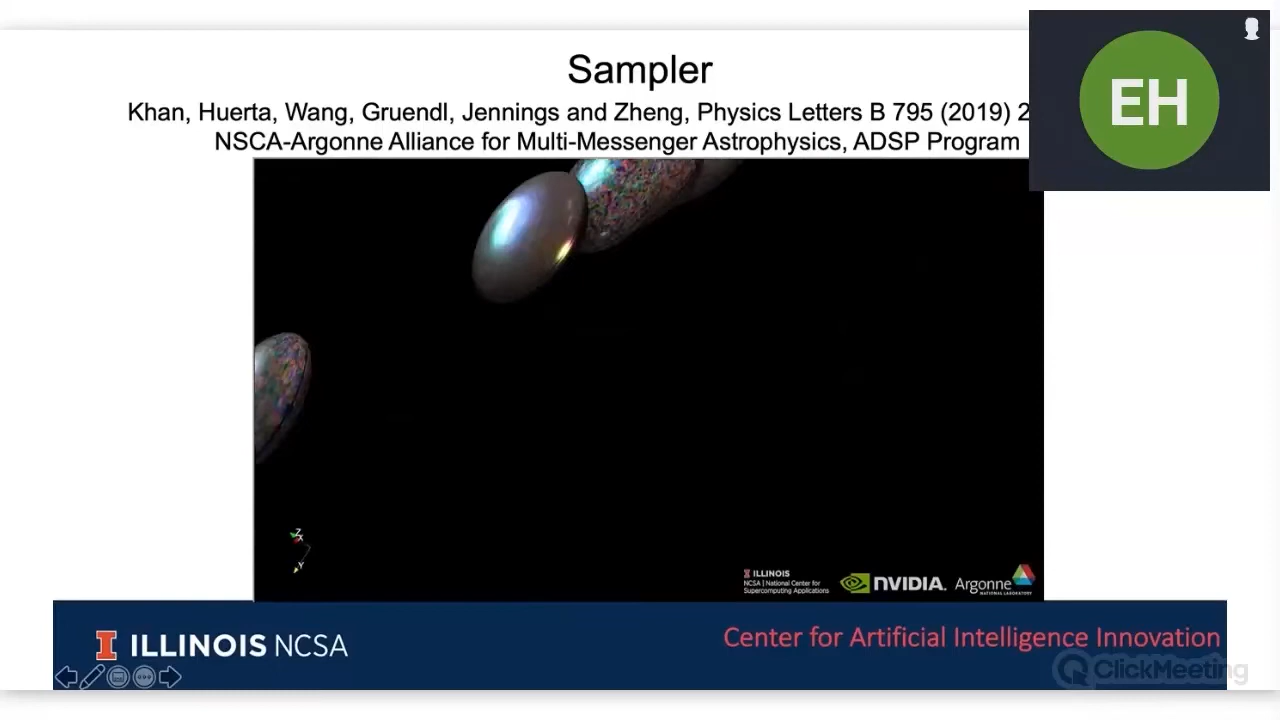 Sampler
EH
Khan, Huerta, Wang, Gruendl, Jennings and Zheng, Physics Letters B 795 (2019) 2
NSCA-Argonne Alliance for Multi-Messenger Astrophysics, ADSP Program
Z
X
Y
I ILLINOIS
NCSA | National Center for
Supercomputing Applications
NVIDIA.
Argonne
NATIONAL LABORATORY
I ILLINOIS NCSA
Center for Artificial Intelligence Innovation
ClickMeeting